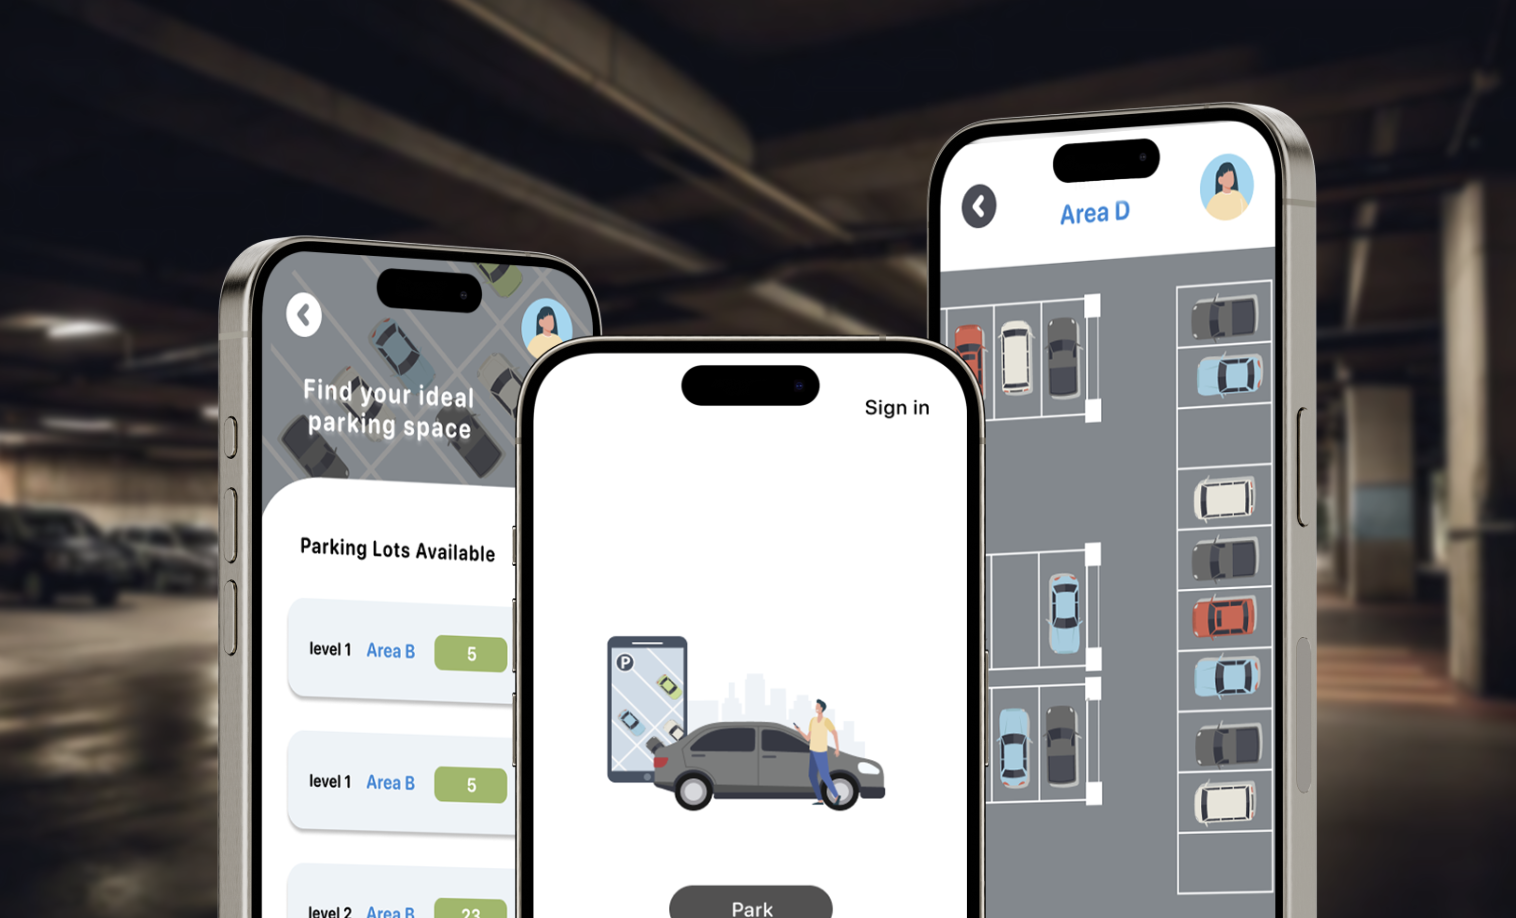 Find your ideal
parking space
Parking Lots Available
level 1 Area B 5
level 1 Area B 5
level 2 Area B 23
Sign in
P
Park
Area D